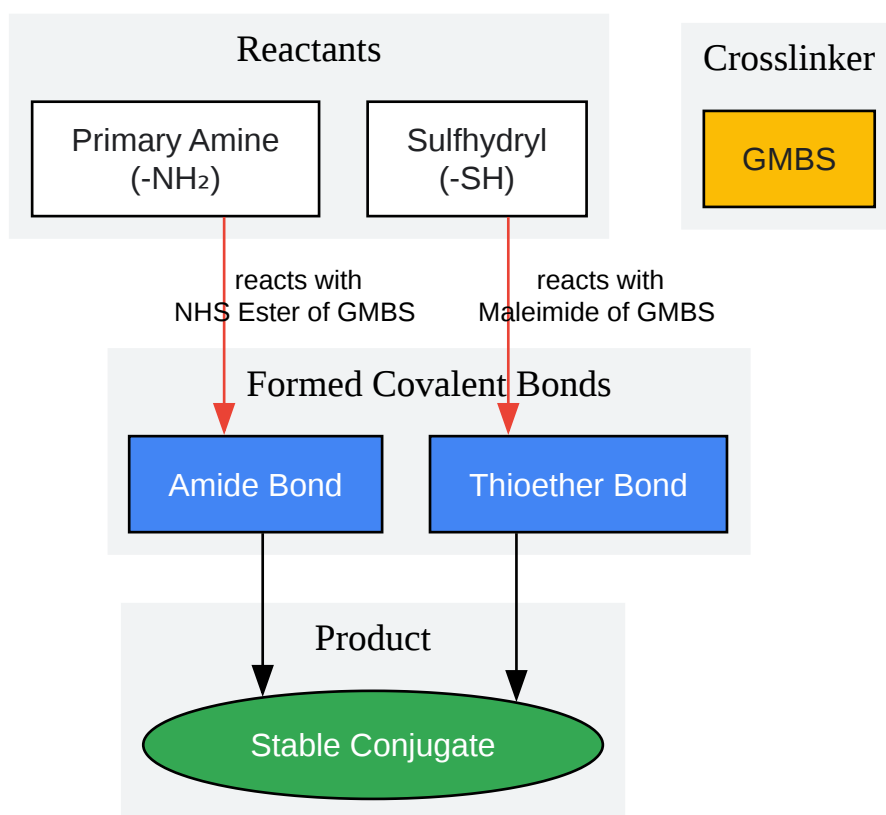 Reactants
Crosslinker
Primary Amine
(-NH₂)
Sulfhydryl
(-SH)
GMBS
reacts with
NHS Ester of GMBS
reacts with
Maleimide of GMBS
Formed Covalent Bonds
Amide Bond
Thioether Bond
Product
Stable Conjugate